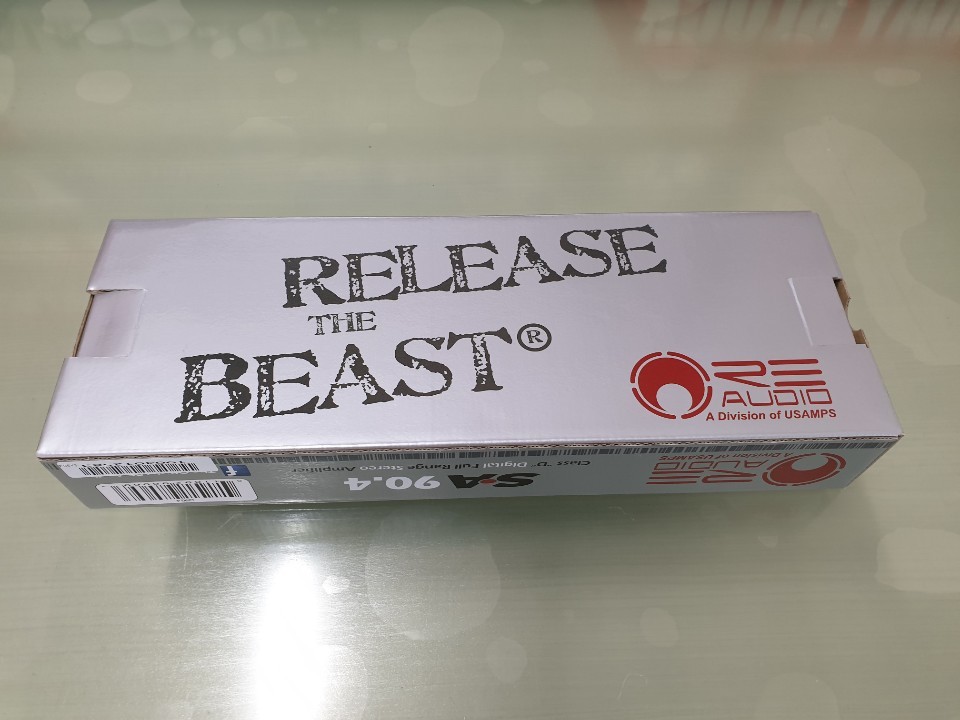 RELEASE
THE
BEAST®
RE
AUDIO
A Division of USAMPS
Class "D" Digital Full Range Stereo Amplifier
S·A 90.4
RE
AUDIO
A Division of USAMPS
f